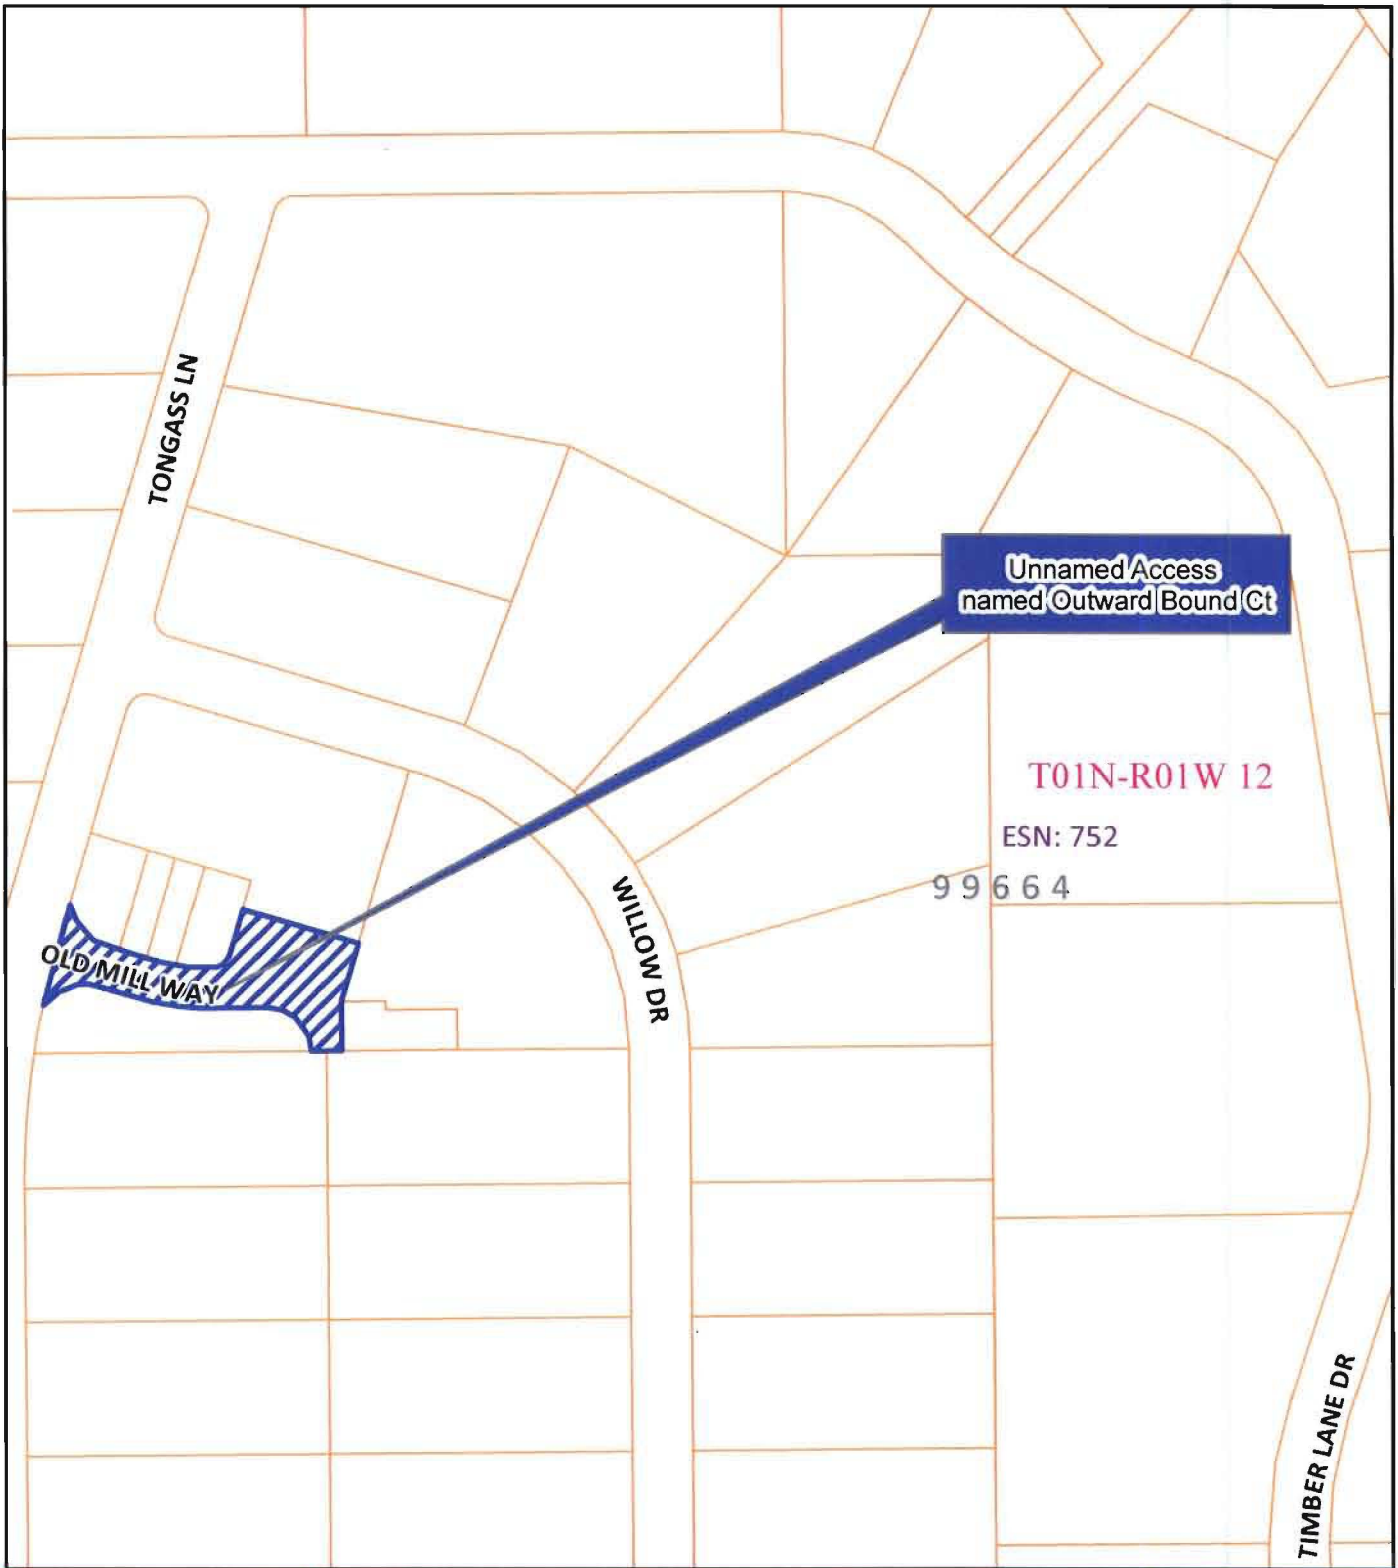 TONGASS LN
Unnamed Access
named Outward Bound Ct
T01N-R01W 12
ESN: 752
99664
WILLOW DR
OLD MILL WAY
TIMBER LANE DR